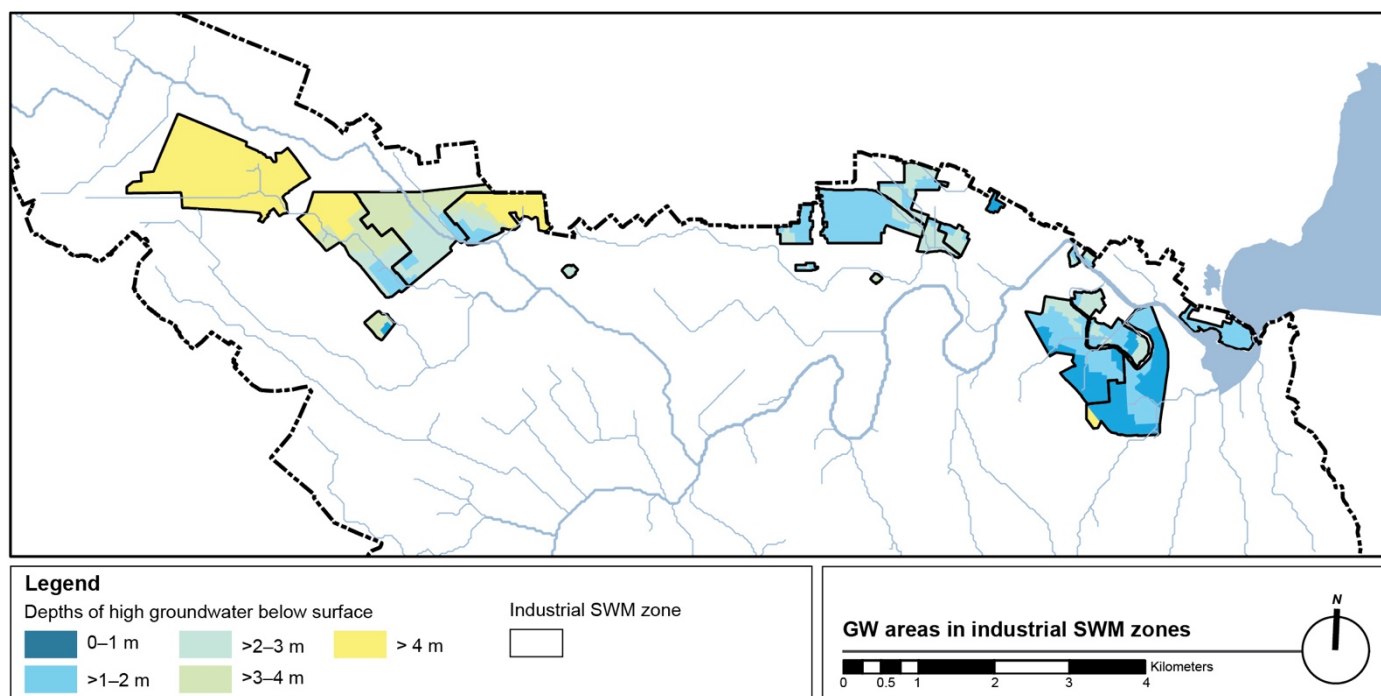 Legend
Depths of high groundwater below surface
0–1 m
>1–2 m
>2–3 m
>3–4 m
> 4 m
Industrial SWM zone
GW areas in industrial SWM zones
Kilometers
0 0.5 1 2 3 4
N